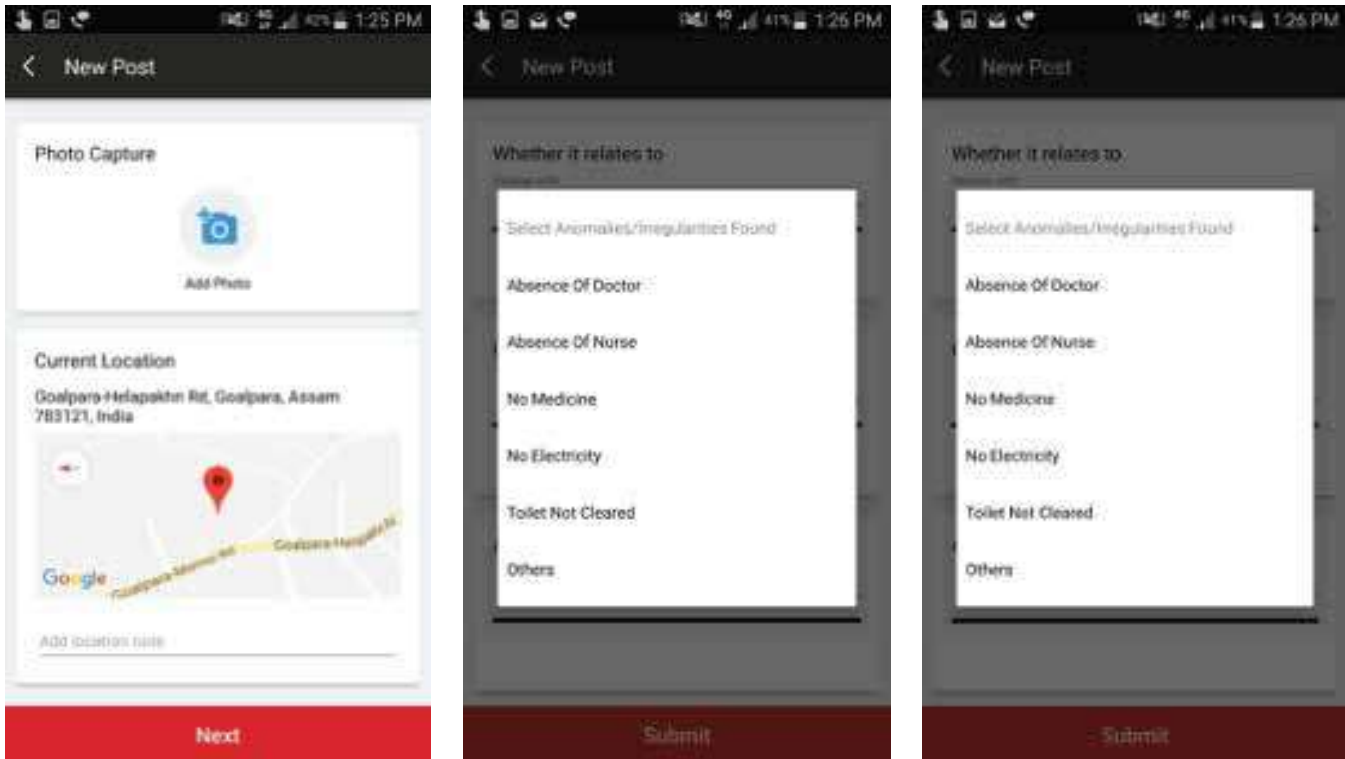 1:25 PM
New Post
Photo Capture
Add Photo
Current Location
Goalpara, Assam
783121, India
Google
Add location note
Next
4G 41% 1:26 PM
New Post
Whether it relates to
Select Anomalies/Irregularities Found
Absence Of Doctor
Absence Of Nurse
No Medicine
No Electricity
Toilet Not Cleared
Others
Submit
41% 1:26 PM
New Post
Whether it relates to
Select Anomalies/Irregularities Found
Absence Of Doctor
Absence Of Nurse
No Medicine
No Electricity
Toilet Not Cleared
Others
Submit